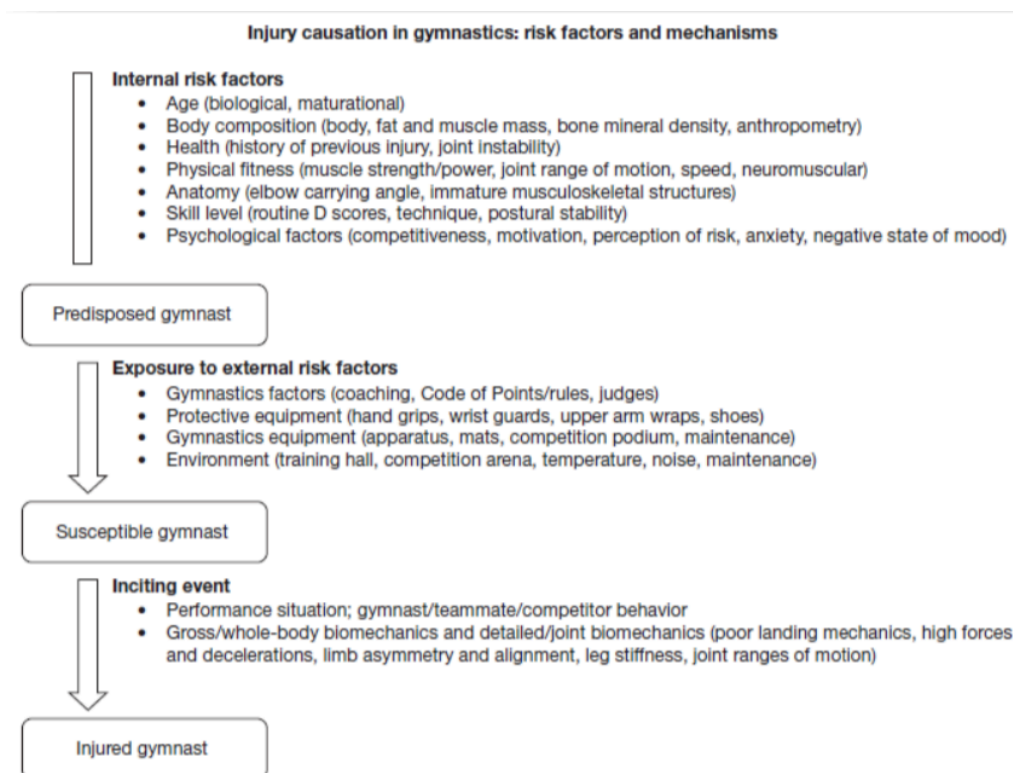 Injury causation in gymnastics: risk factors and mechanisms
Internal risk factors
• Age (biological, maturational)
• Body composition (body, fat and muscle mass, bone mineral density, anthropometry)
• Health (history of previous injury, joint instability)
• Physical fitness (muscle strength/power, joint range of motion, speed, neuromuscular)
• Anatomy (elbow carrying angle, immature musculoskeletal structures)
• Skill level (routine D scores, technique, postural stability)
• Psychological factors (competitiveness, motivation, perception of risk, anxiety, negative state of mood)
Predisposed gymnast
Exposure to external risk factors
• Gymnastics factors (coaching, Code of Points/rules, judges)
• Protective equipment (hand grips, wrist guards, upper arm wraps, shoes)
• Gymnastics equipment (apparatus, mats, competition podium, maintenance)
• Environment (training hall, competition arena, temperature, noise, maintenance)
Susceptible gymnast
Inciting event
• Performance situation; gymnast/teammate/competitor behavior
• Gross/whole-body biomechanics and detailed/joint biomechanics (poor landing mechanics, high forces
and decelerations, limb asymmetry and alignment, leg stiffness, joint ranges of motion)
Injured gymnast